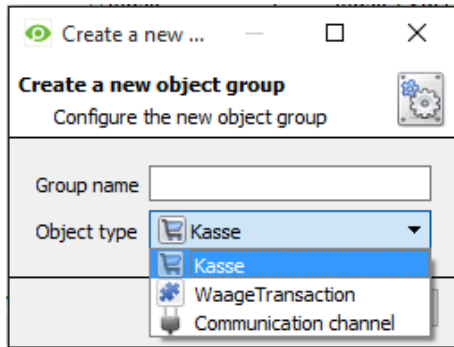 Create a new ...
Create a new object group
Configure the new object group
Group name
Object type
Kasse
Kasse
WaageTransaction
Communication channel